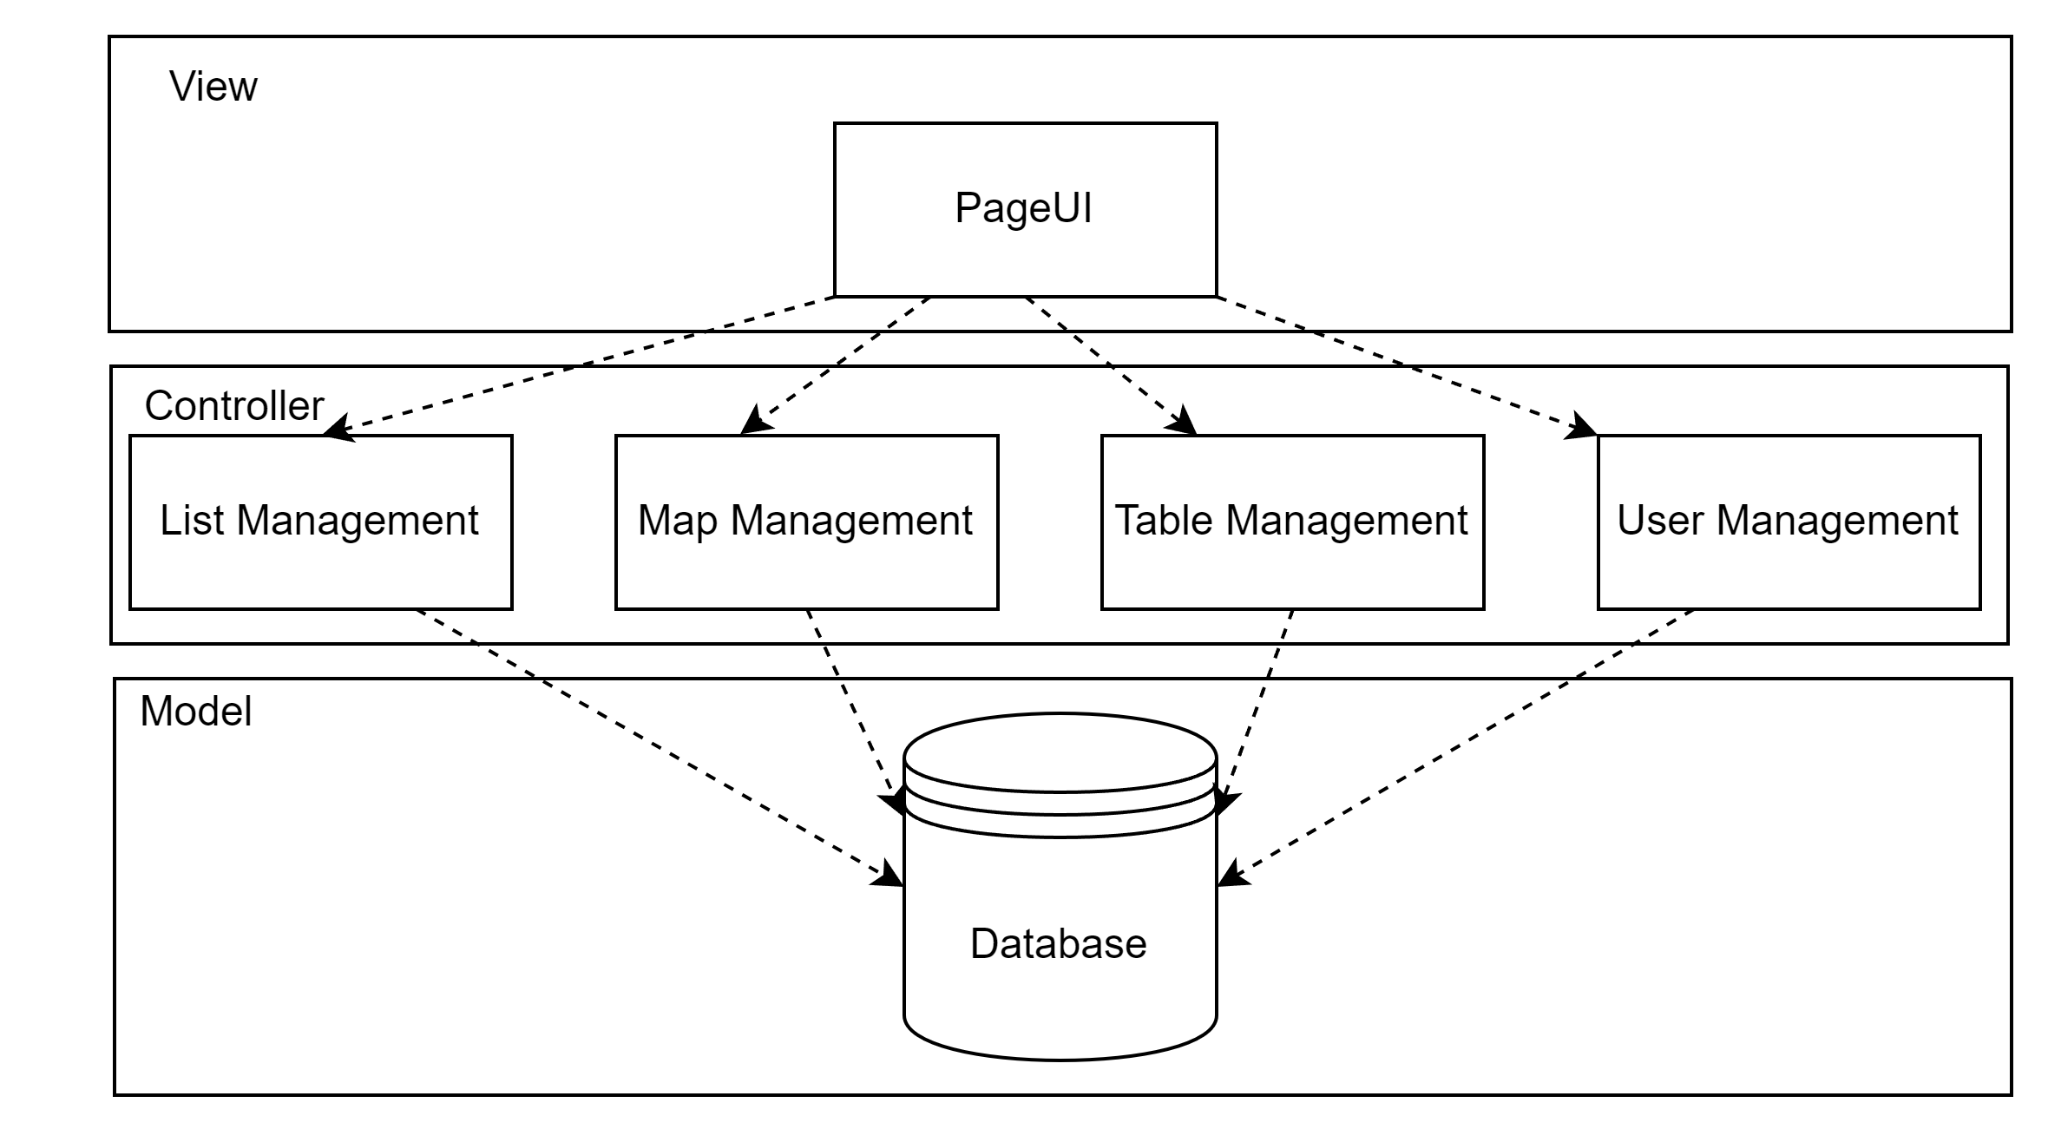 View
PageUI
Controller
List Management
Map Management
Table Management
User Management
Model
Database